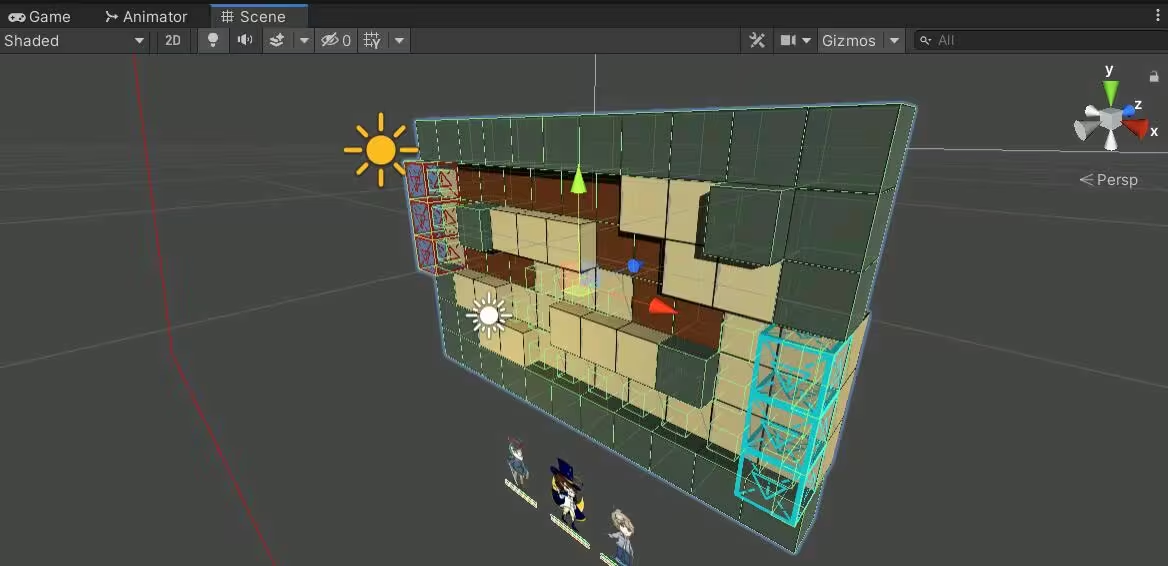 Game Animator Scene
Shaded 2D 0 Gizmos All
y
z
x
Persp